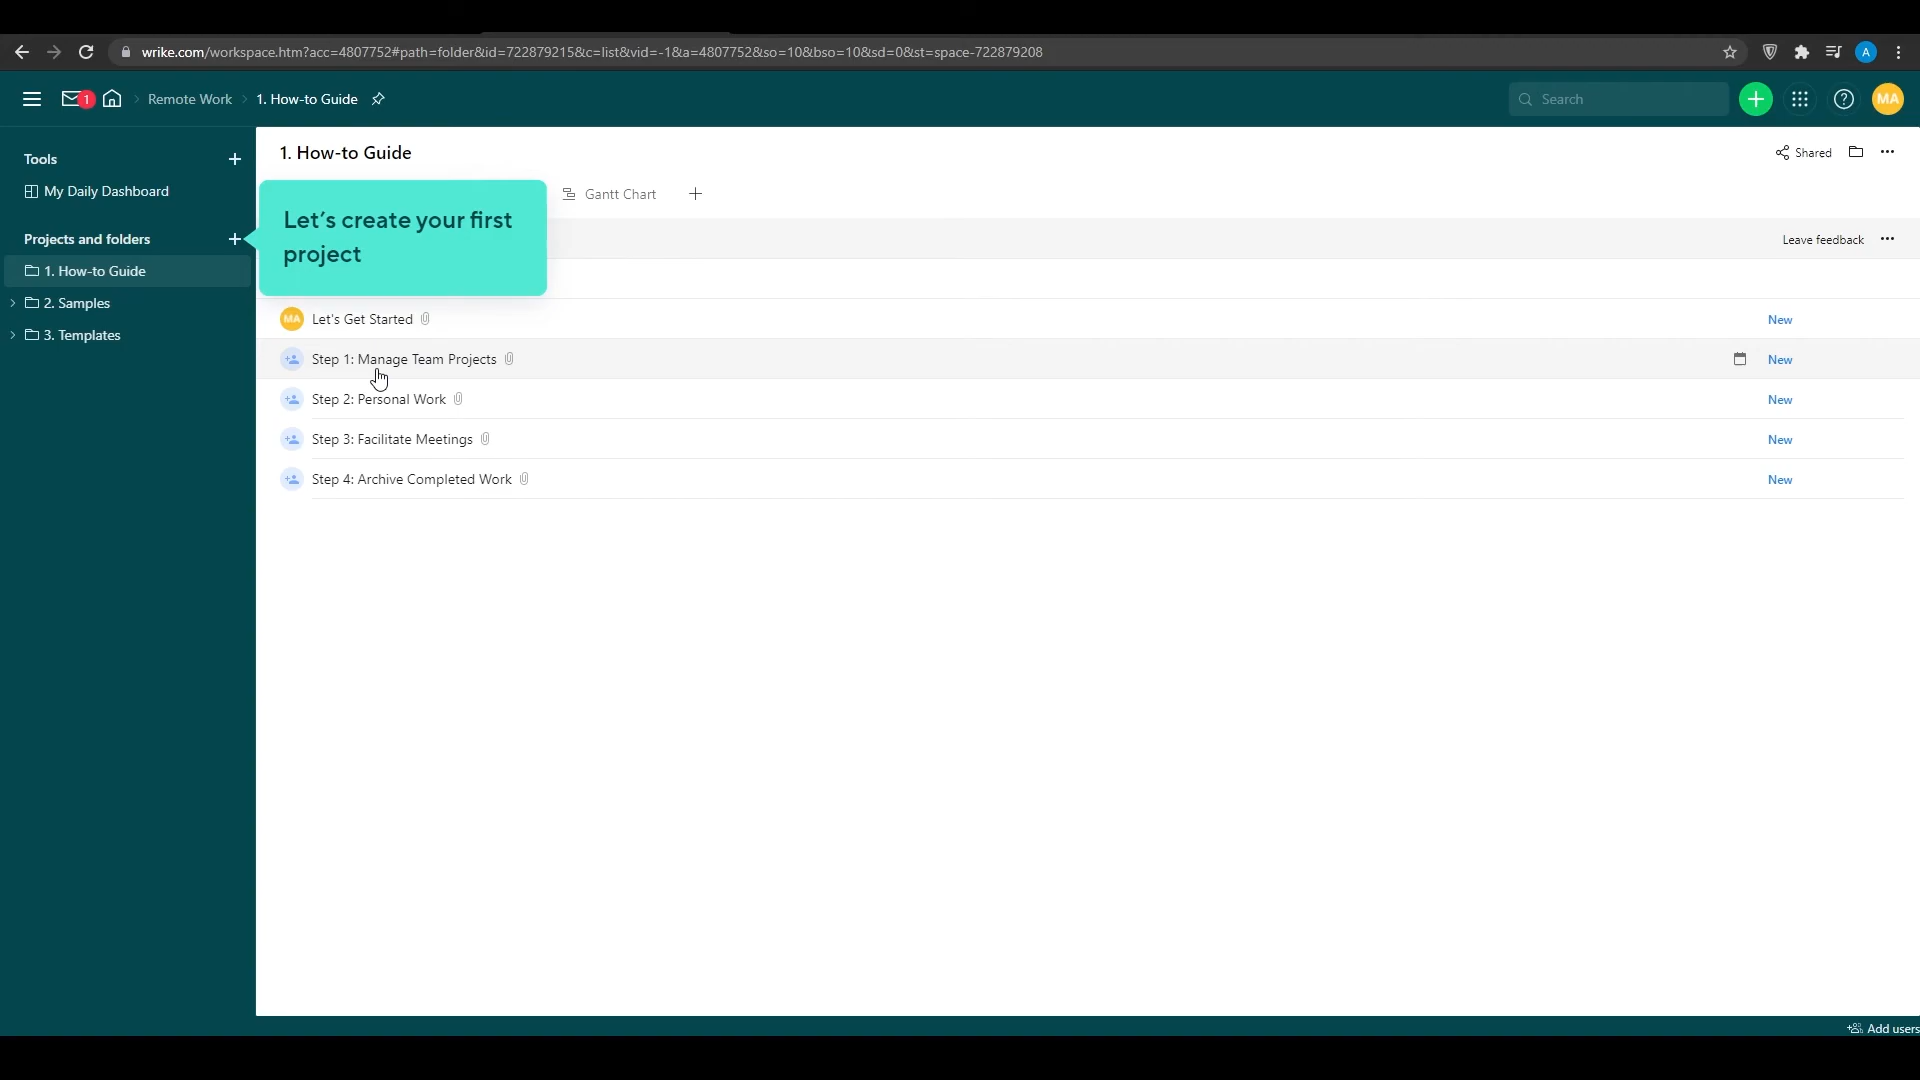 wrike.com/workspace.htm?acc=4807752#path=folder&id=722879215&c=list&vid=-1&a=4807752&so=10&bso=10&sd=0&st=space-722879208
A
1
Remote Work
1. How-to Guide
Search
MA
Tools
My Daily Dashboard
Projects and folders
1. How-to Guide
2. Samples
3. Templates
1. How-to Guide
Shared
Let's create your first
project
Gantt Chart
Leave feedback
MA Let's Get Started New
Step 1: Manage Team Projects New
Step 2: Personal Work New
Step 3: Facilitate Meetings New
Step 4: Archive Completed Work New
Add users